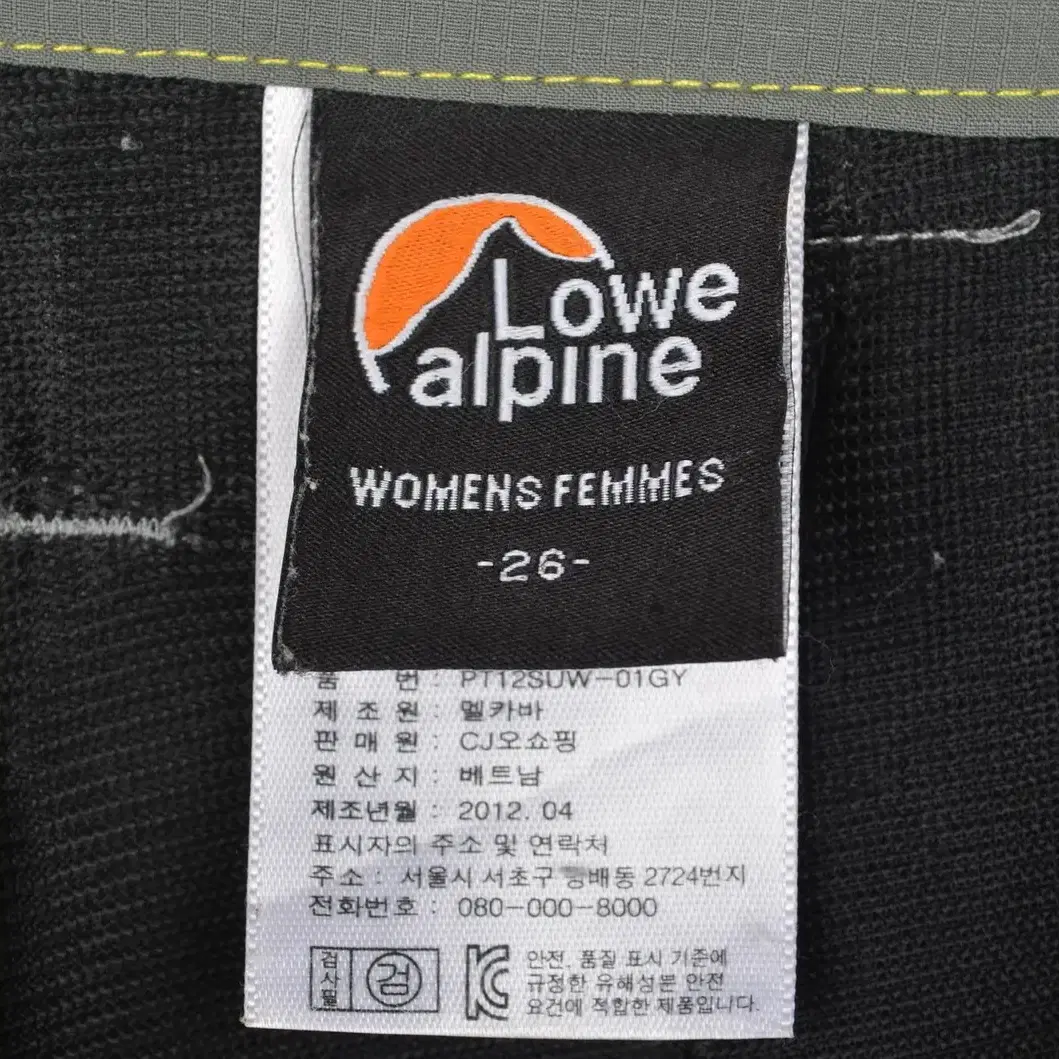 Lowe
alpine
WOMENS FEMMES
-26-
품 번 : PT12SUW-01GY
제 조 원 : 멜카바
판 매 원 : CJ오쇼핑
원 산 지 : 베트남
제조년월 : 2012. 04
표시자의 주소 및 연락처
주소 : 서울시 서초구 2724번지
전화번호 : 080-000-8000
검사필
검
안전, 품질 표시 기준에
규정한 유해성분 안전
요건에 적합한 제품입니다.